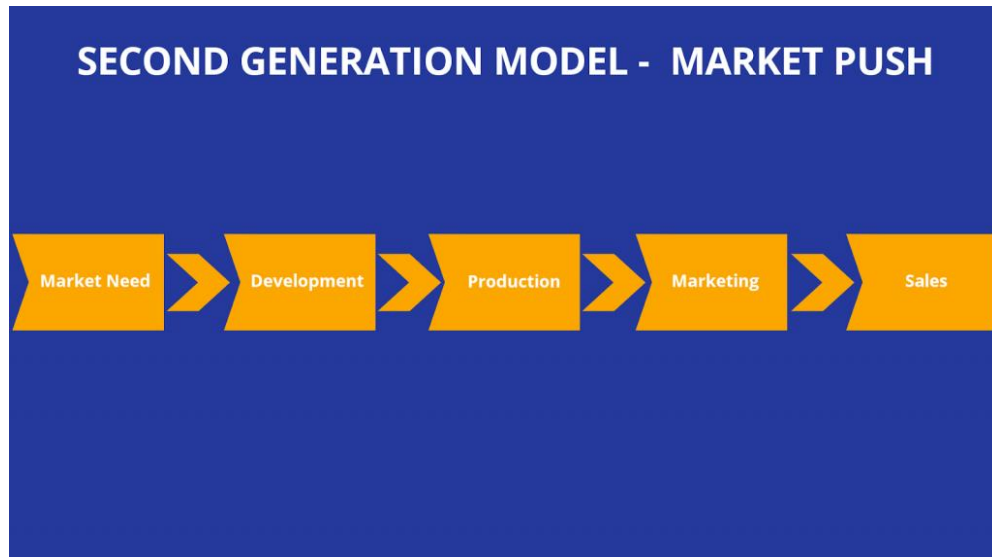 SECOND GENERATION MODEL - MARKET PUSH
Market Need
Development
Production
Marketing
Sales